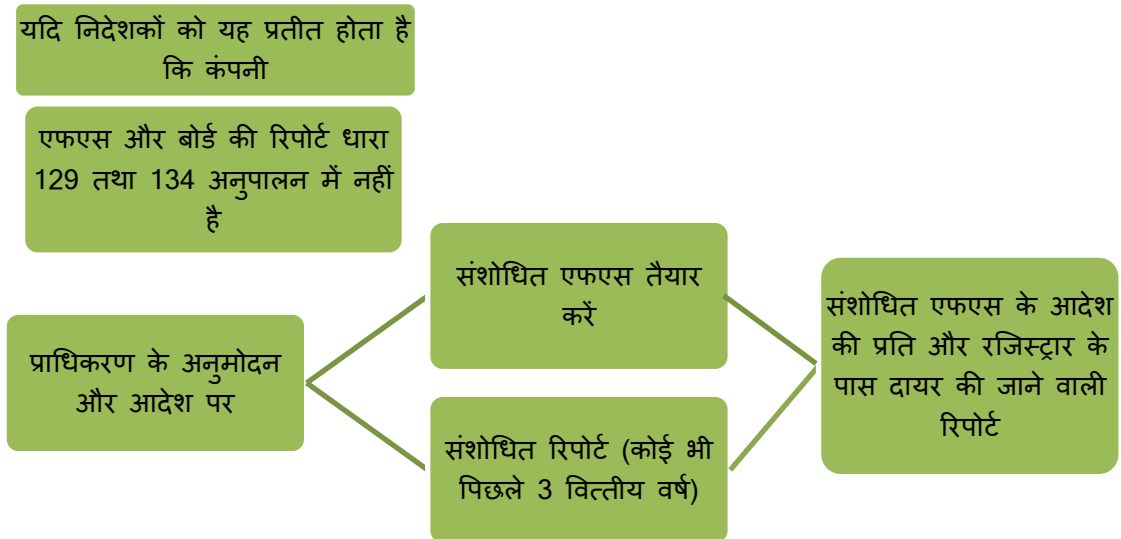 यदि निदेशकों को यह प्रतीत होता है
कि कंपनी
एफएस और बोर्ड की रिपोर्ट धारा
129 तथा 134 अनुपालन में नहीं
है
प्राधिकरण के अनुमोदन
और आदेश पर
संशोधित एफएस तैयार
करें
संशोधित रिपोर्ट (कोई भी
पिछले 3 वित्तीय वर्ष)
संशोधित एफएस के आदेश
की प्रति और रजिस्ट्रार के
पास दायर की जाने वाली
रिपोर्ट